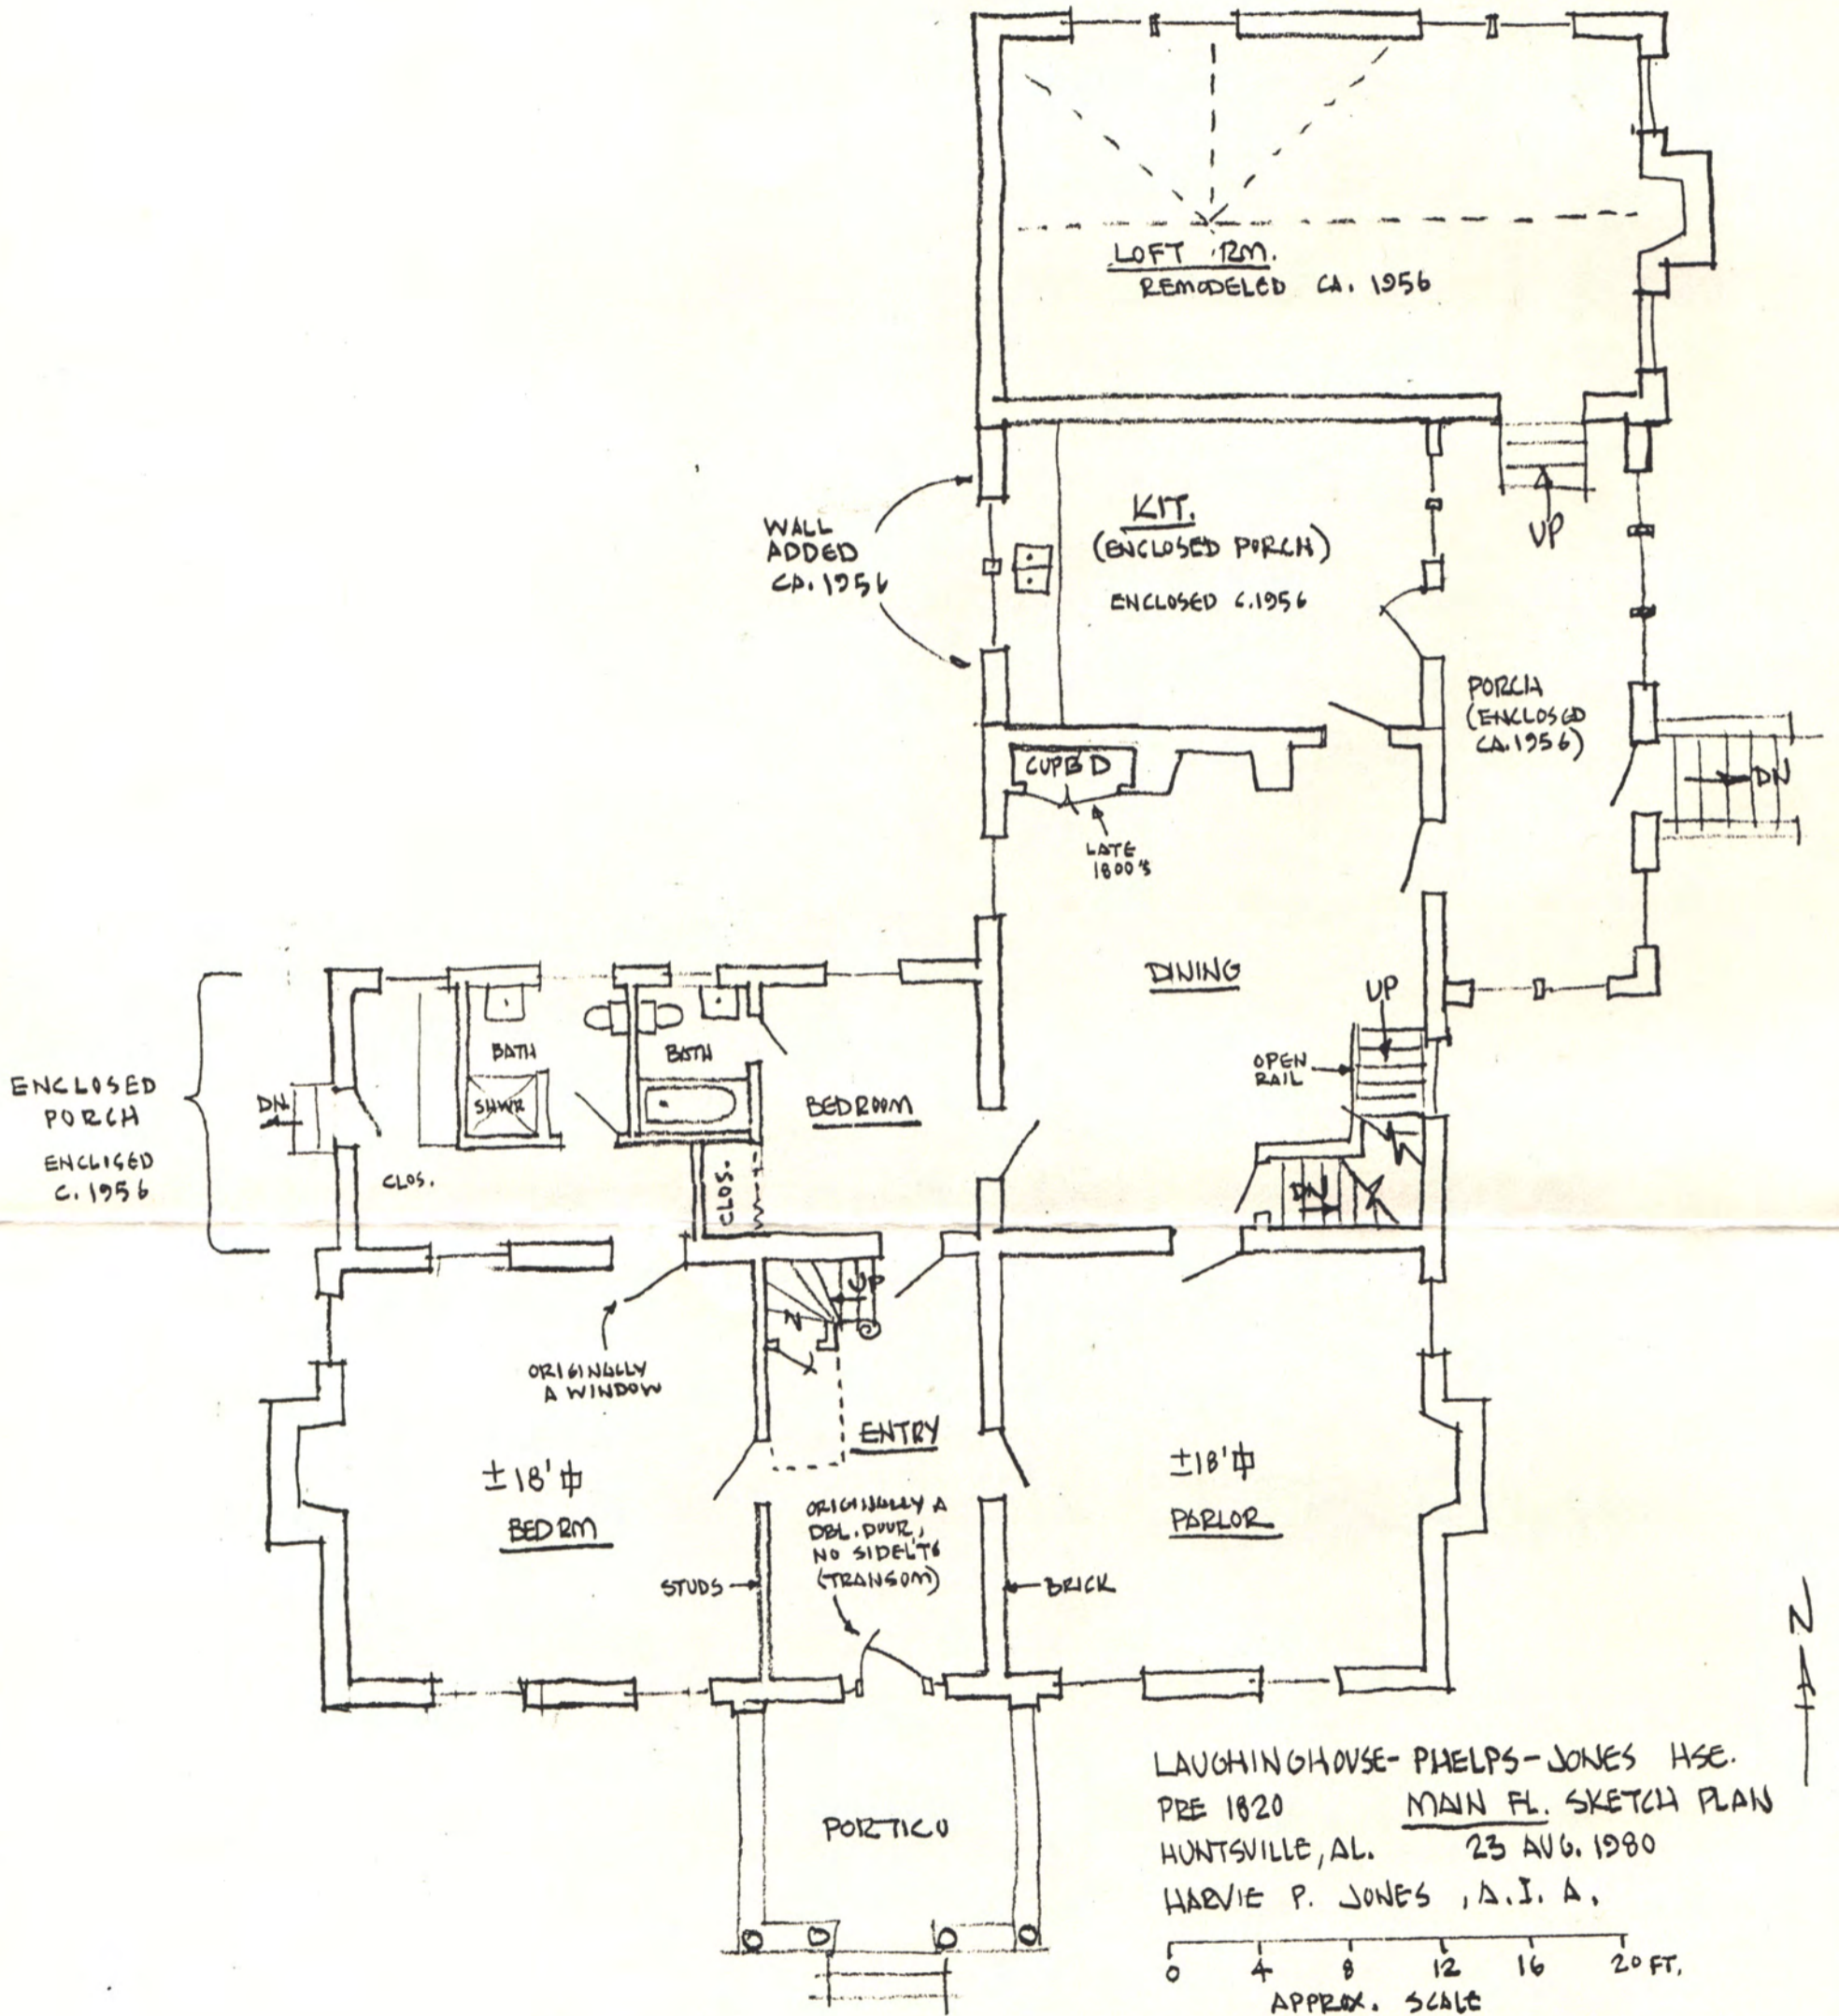 LOFT RM.
REMODELED CA. 1956
WALL
ADDED
CA. 1956
KIT.
(ENCLOSED PORCH)
ENCLOSED C.1956
UP
PORCH
(ENCLOSED
CA.1956)
DN
CUPB'D
LATE
1800's
DINING
UP
OPEN
RAIL
DN
ENCLOSED
PORCH
ENCLISED
C. 1956
DN
BATH
SHWR
BATH
BEDROOM
CLOS.
CLOS.
UP
ORIGINALLY
A WINDOW
ENTRY
±18'
BEDRM
±18'
PARLOR
ORIGINALLY A
DBL. DOOR,
NO SIDELTS
(TRANSOM)
STUDS
BRICK
N
PORTICO
LAUGHINGHOUSE-PHELPS-JONES HSE.
PRE 1820 MAIN FL. SKETCH PLAN
HUNTSVILLE, AL. 23 AUG. 1980
HARVIE P. JONES, A.I.A.
0 4 8 12 16 20 FT.
APPROX. SCALE